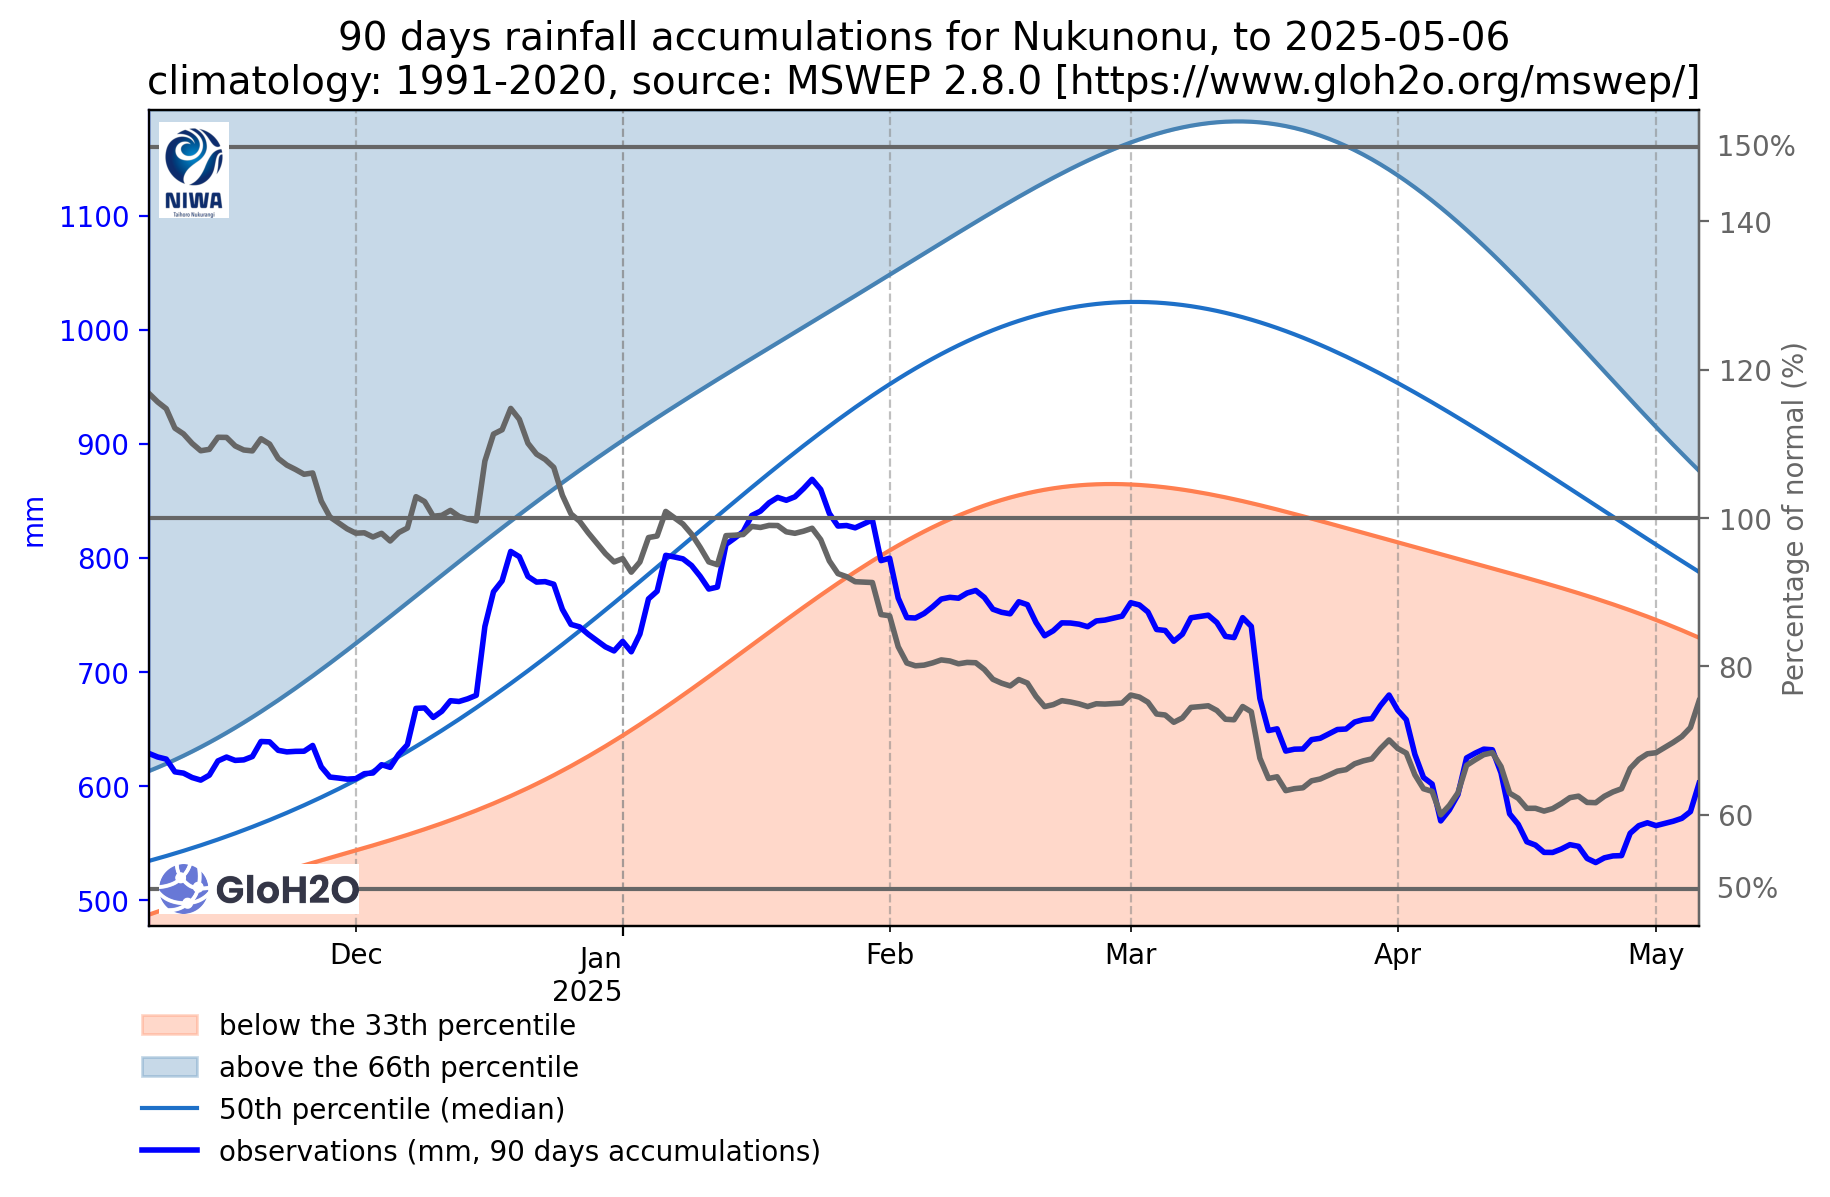 90 days rainfall accumulations for Nukunonu, to 2025-05-06
climatology: 1991-2020, source: MSWEP 2.8.0 [https://www.gloh2o.org/mswep/]
NIWA
Taihoro Nukurangi
150%
1100
140
1000
120
Percentage of normal (%)
900
mm
100
800
80
700
600
60
50%
GloH2O
500
Dec
Jan
2025
Feb
Mar
Apr
May
below the 33th percentile
above the 66th percentile
50th percentile (median)
observations (mm, 90 days accumulations)